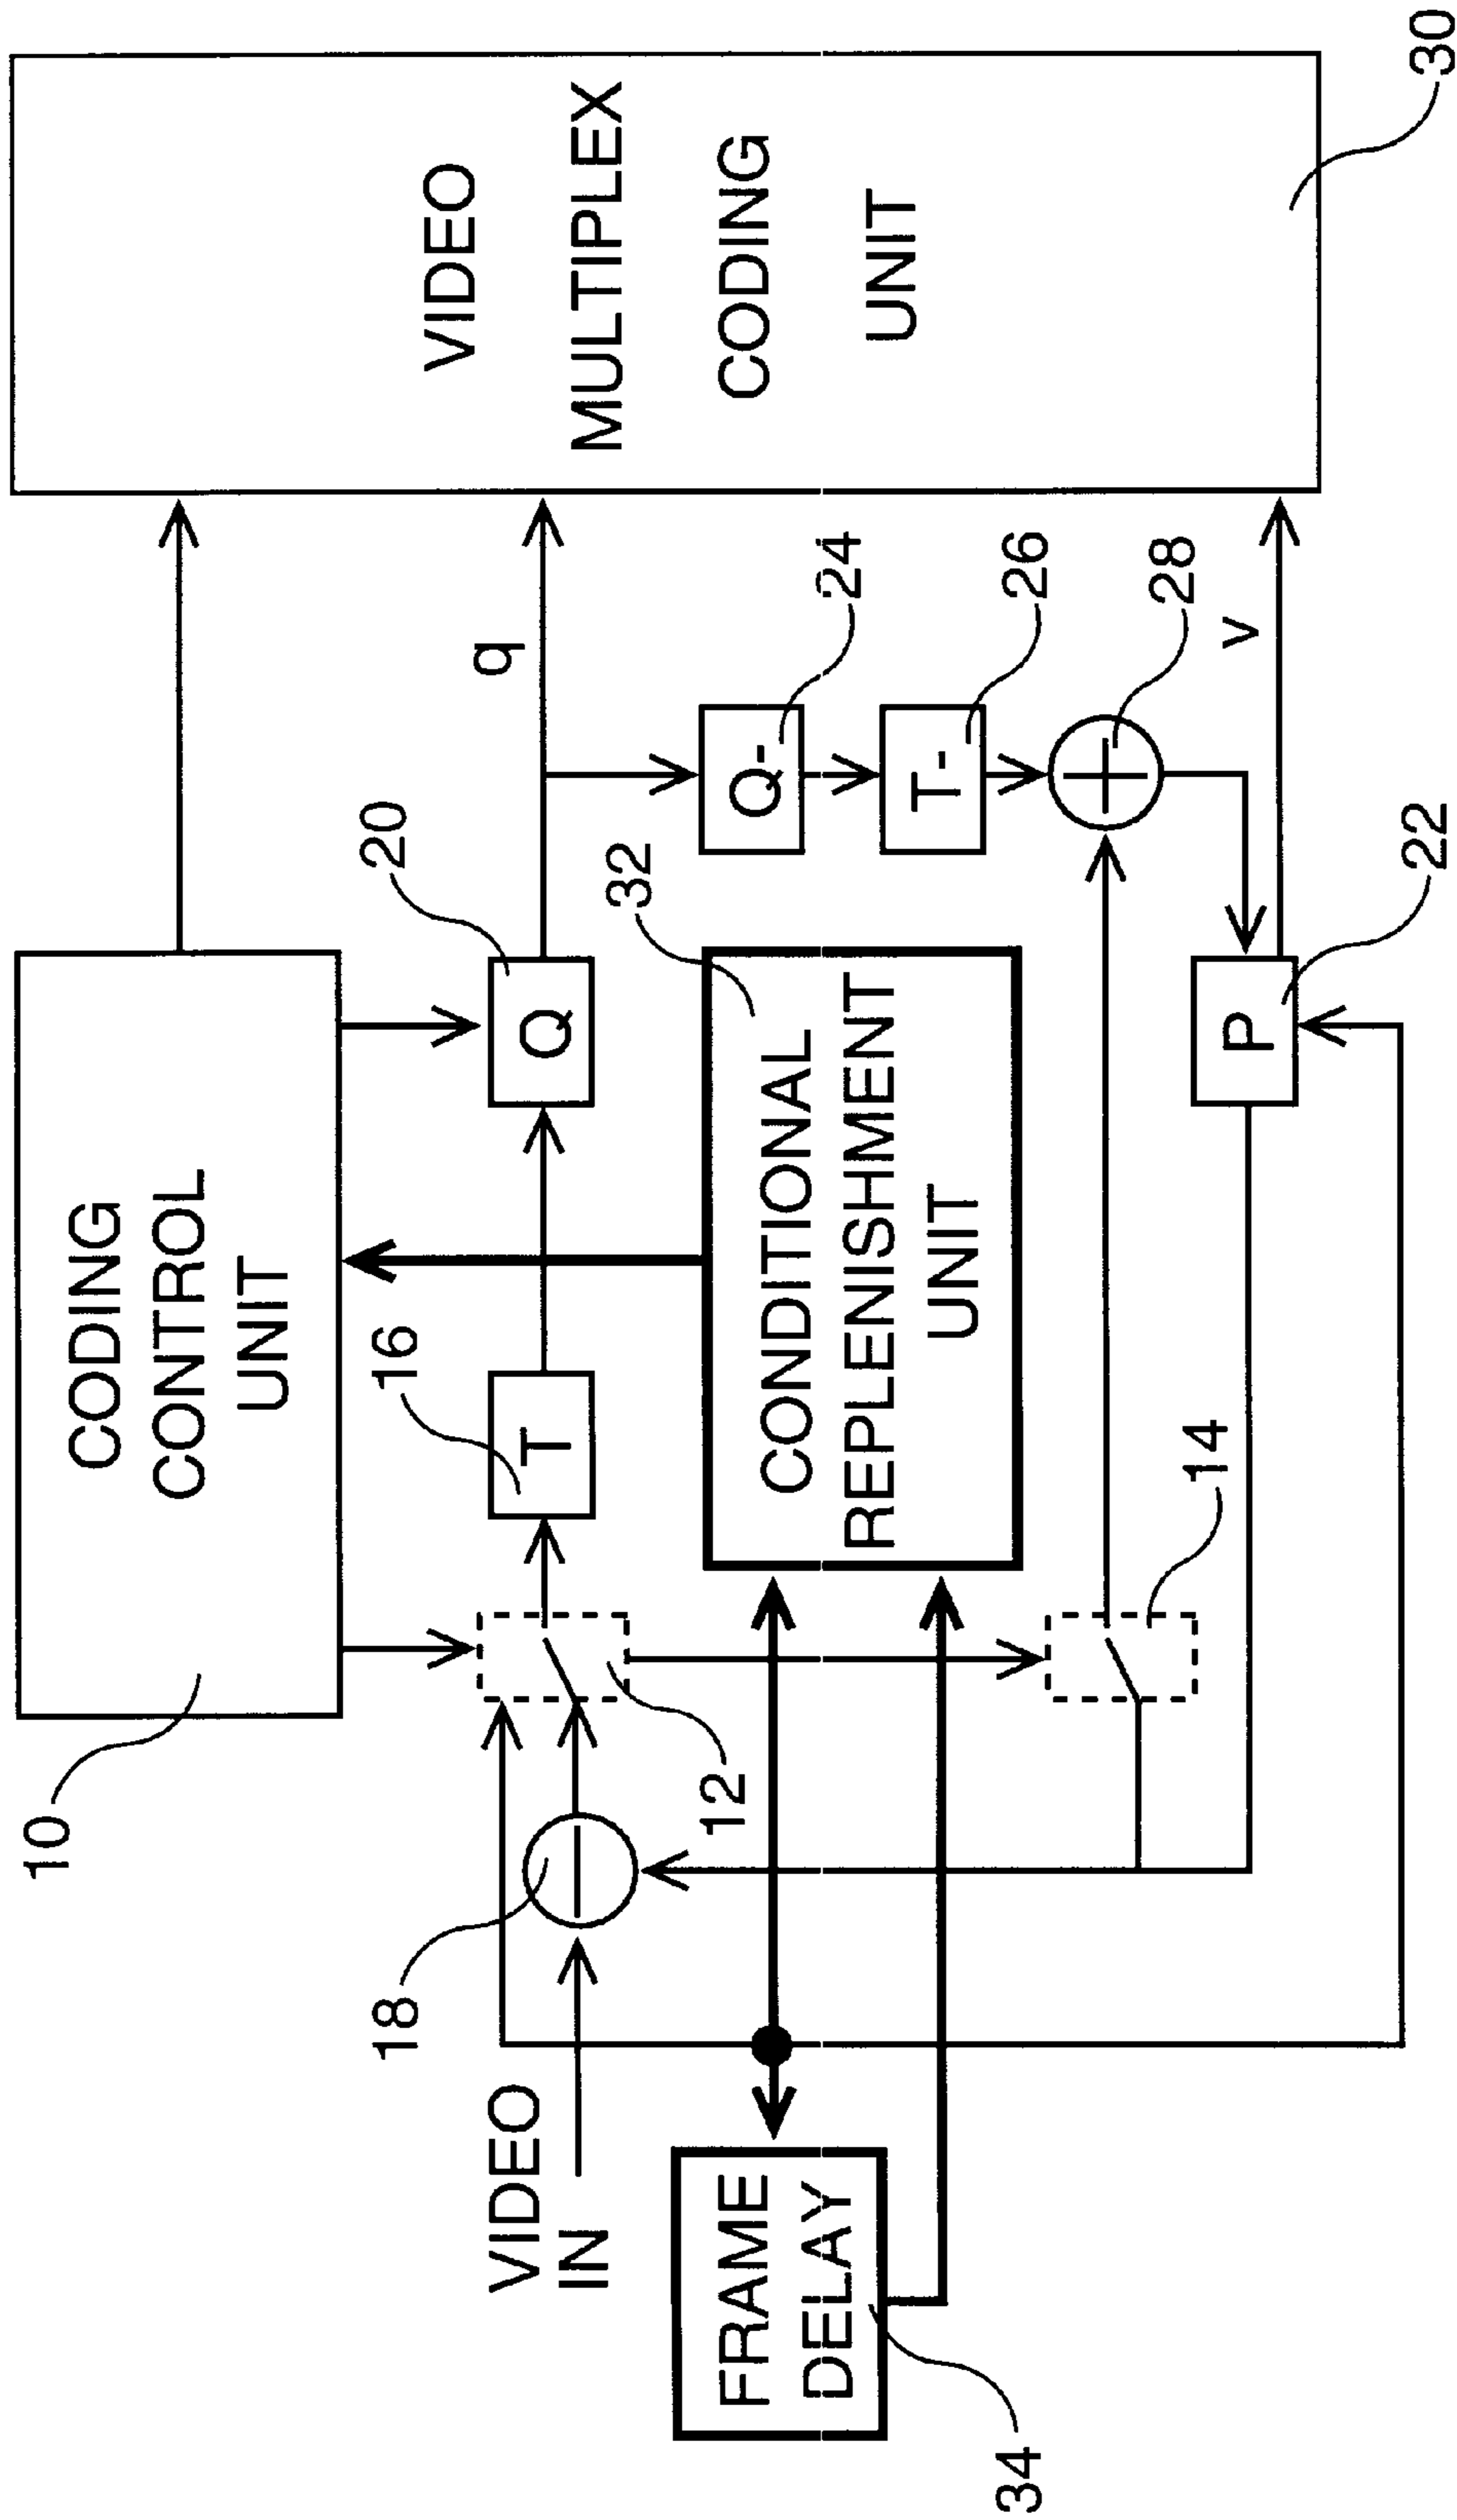 10
CODING
CONTROL
UNIT
VIDEO
MULTIPLEX
CODING
UNIT
30
18
16
20
q
VIDEO
IN
T
Q
12
32
FRAME
DELAY
34
CONDITIONAL
REPLENISHMENT
UNIT
Q-
24
T-
26
28
14
v
P
22